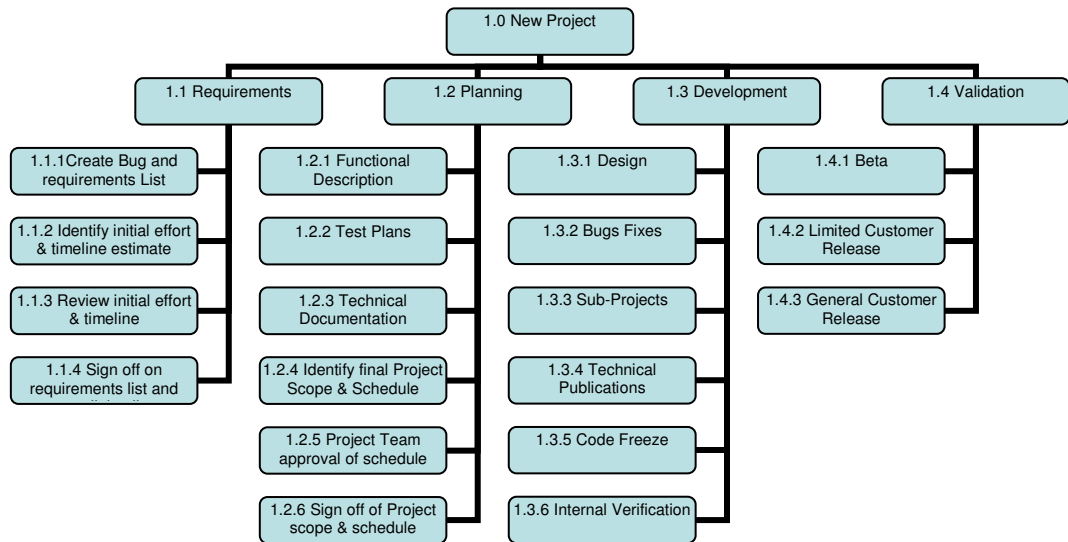 1.0 New Project
1.1 Requirements
1.2 Planning
1.3 Development
1.4 Validation
1.1.1Create Bug and
requirements List
1.1.2 Identify initial effort
& timeline estimate
1.1.3 Review initial effort
& timeline
1.1.4 Sign off on
requirements list and
1.2.1 Functional
Description
1.2.2 Test Plans
1.2.3 Technical
Documentation
1.2.4 Identify final Project
Scope & Schedule
1.2.5 Project Team
approval of schedule
1.2.6 Sign off of Project
scope & schedule
1.3.1 Design
1.3.2 Bugs Fixes
1.3.3 Sub-Projects
1.3.4 Technical
Publications
1.3.5 Code Freeze
1.3.6 Internal Verification
1.4.1 Beta
1.4.2 Limited Customer
Release
1.4.3 General Customer
Release